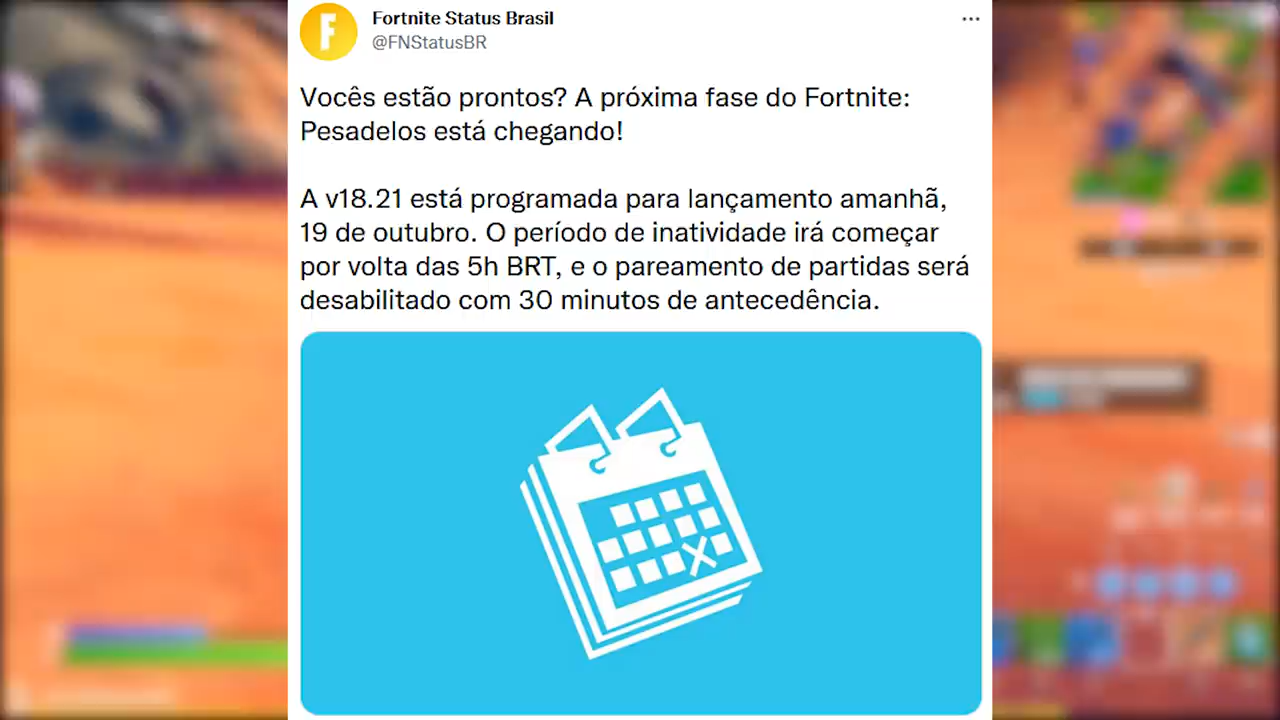 Fortnite Status Brasil
@FNStatusBR
Vocês estão prontos? A próxima fase do Fortnite:
Pesadelos está chegando!
A v18.21 está programada para lançamento amanhã,
19 de outubro. O período de inatividade irá começar
por volta das 5h BRT, e o pareamento de partidas será
desabilitado com 30 minutos de antecedência.